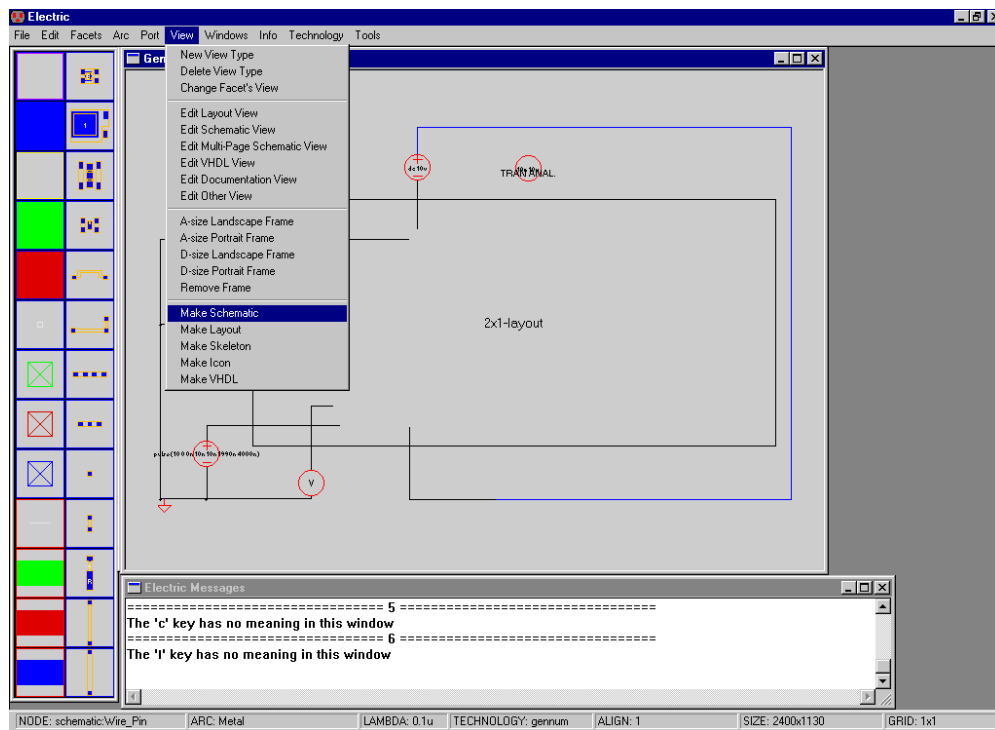 Electric
File Edit Facets Arc Port View Windows Info Technology Tools
New View Type
Delete View Type
Change Facet's View
Edit Layout View
Edit Schematic View
Edit Multi-Page Schematic View
Edit VHDL View
Edit Documentation View
Edit Other View
A-size Landscape Frame
A-size Portrait Frame
D-size Landscape Frame
D-size Portrait Frame
Remove Frame
Make Schematic
Make Layout
Make Skeleton
Make Icon
Make VHDL
dc 10v
2x1-layout
V
1
R
Electric Messages
================================ 5 ================================
The 'c' key has no meaning in this window
================================ 6 ================================
The 'l' key has no meaning in this window
NODE: schematic:Wire_Pin ARC: Metal LAMBDA: 0.1u TECHNOLOGY: gennum ALIGN: 1 SIZE: 2400x1130 GRID: 1x1